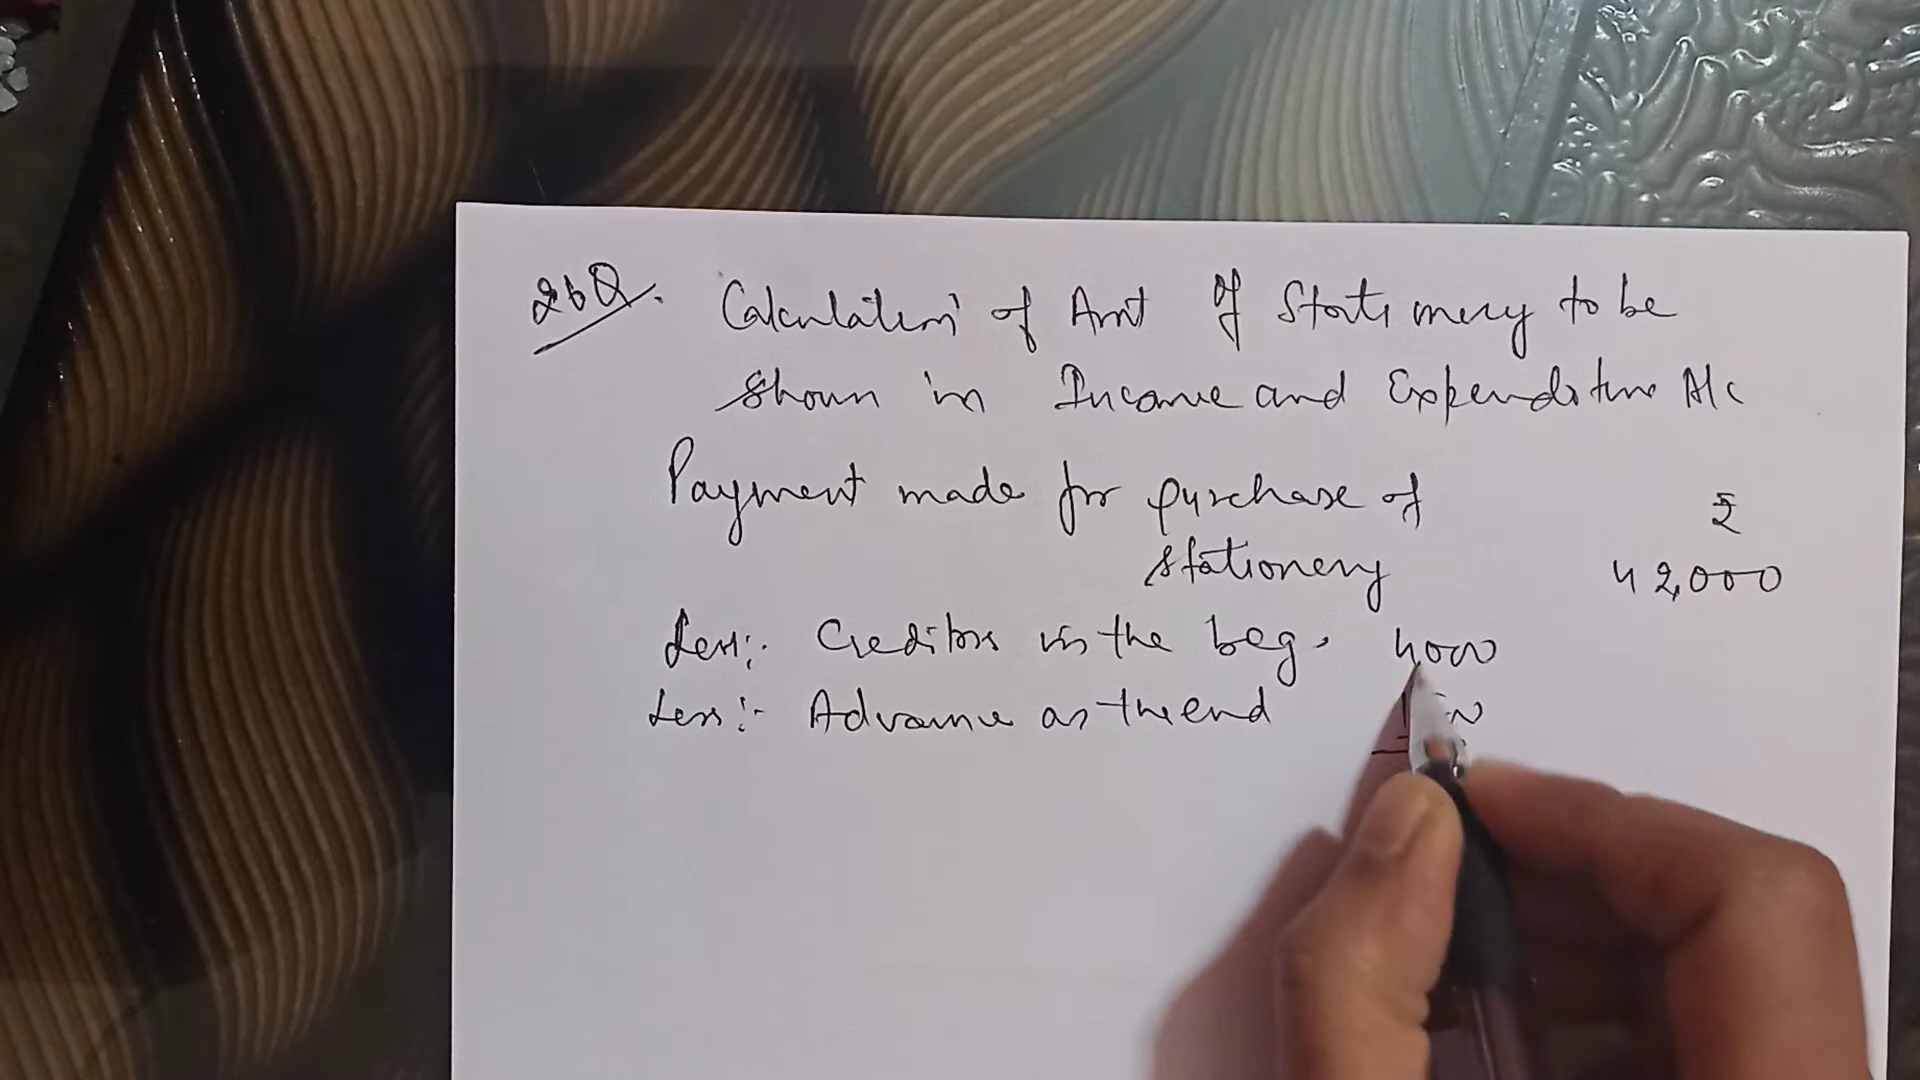 26Q. Calculation of Amt of Stationery to be
shown in Income and Expenditure A/c
Payment made for purchase of
₹
stationery 42,000
Less:- Creditors in the beg. 4000
Less:- Advance as the end